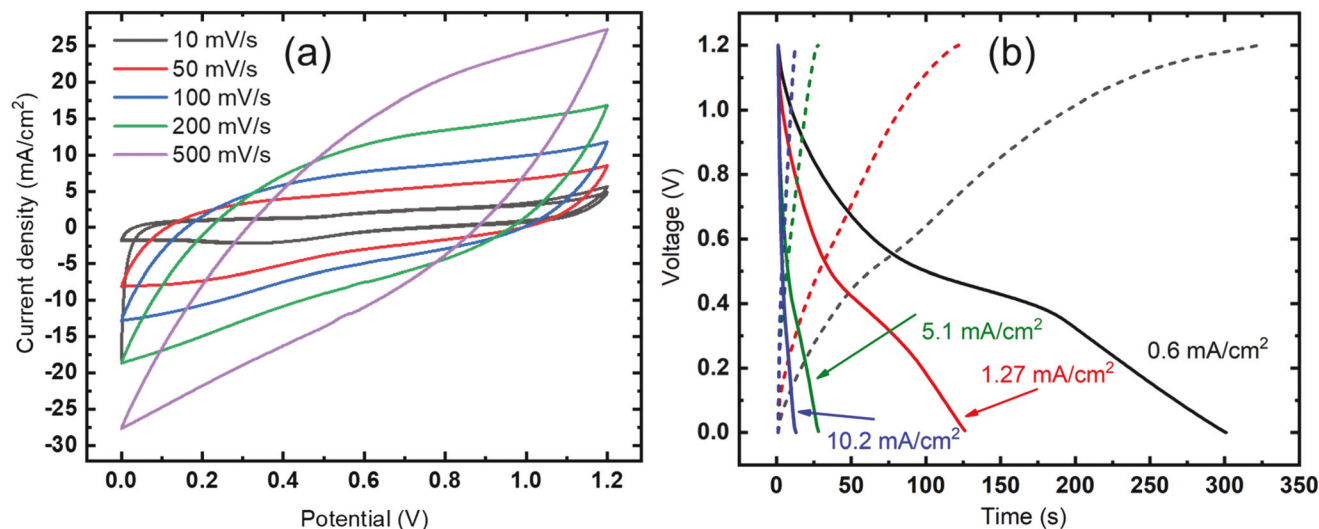 (a)
10 mV/s
50 mV/s
100 mV/s
200 mV/s
500 mV/s
25
20
15
10
5
0
-5
-10
-15
-20
-25
-30
Current density (mA/cm²)
0.0 0.2 0.4 0.6 0.8 1.0 1.2
Potential (V)
(b)
1.2
1.0
0.8
0.6
0.4
0.2
0.0
Voltage (V)
5.1 mA/cm²
0.6 mA/cm²
1.27 mA/cm²
10.2 mA/cm²
0 50 100 150 200 250 300 350
Time (s)